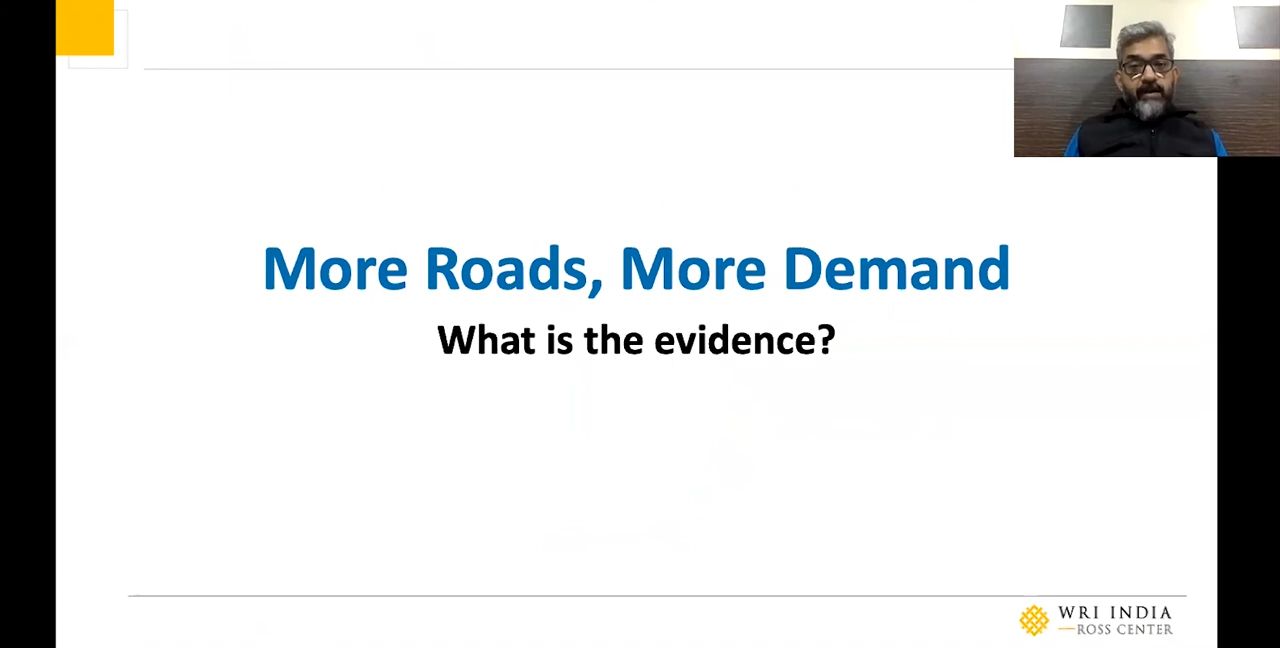 More Roads, More Demand
What is the evidence?
WRI INDIA
ROSS CENTER